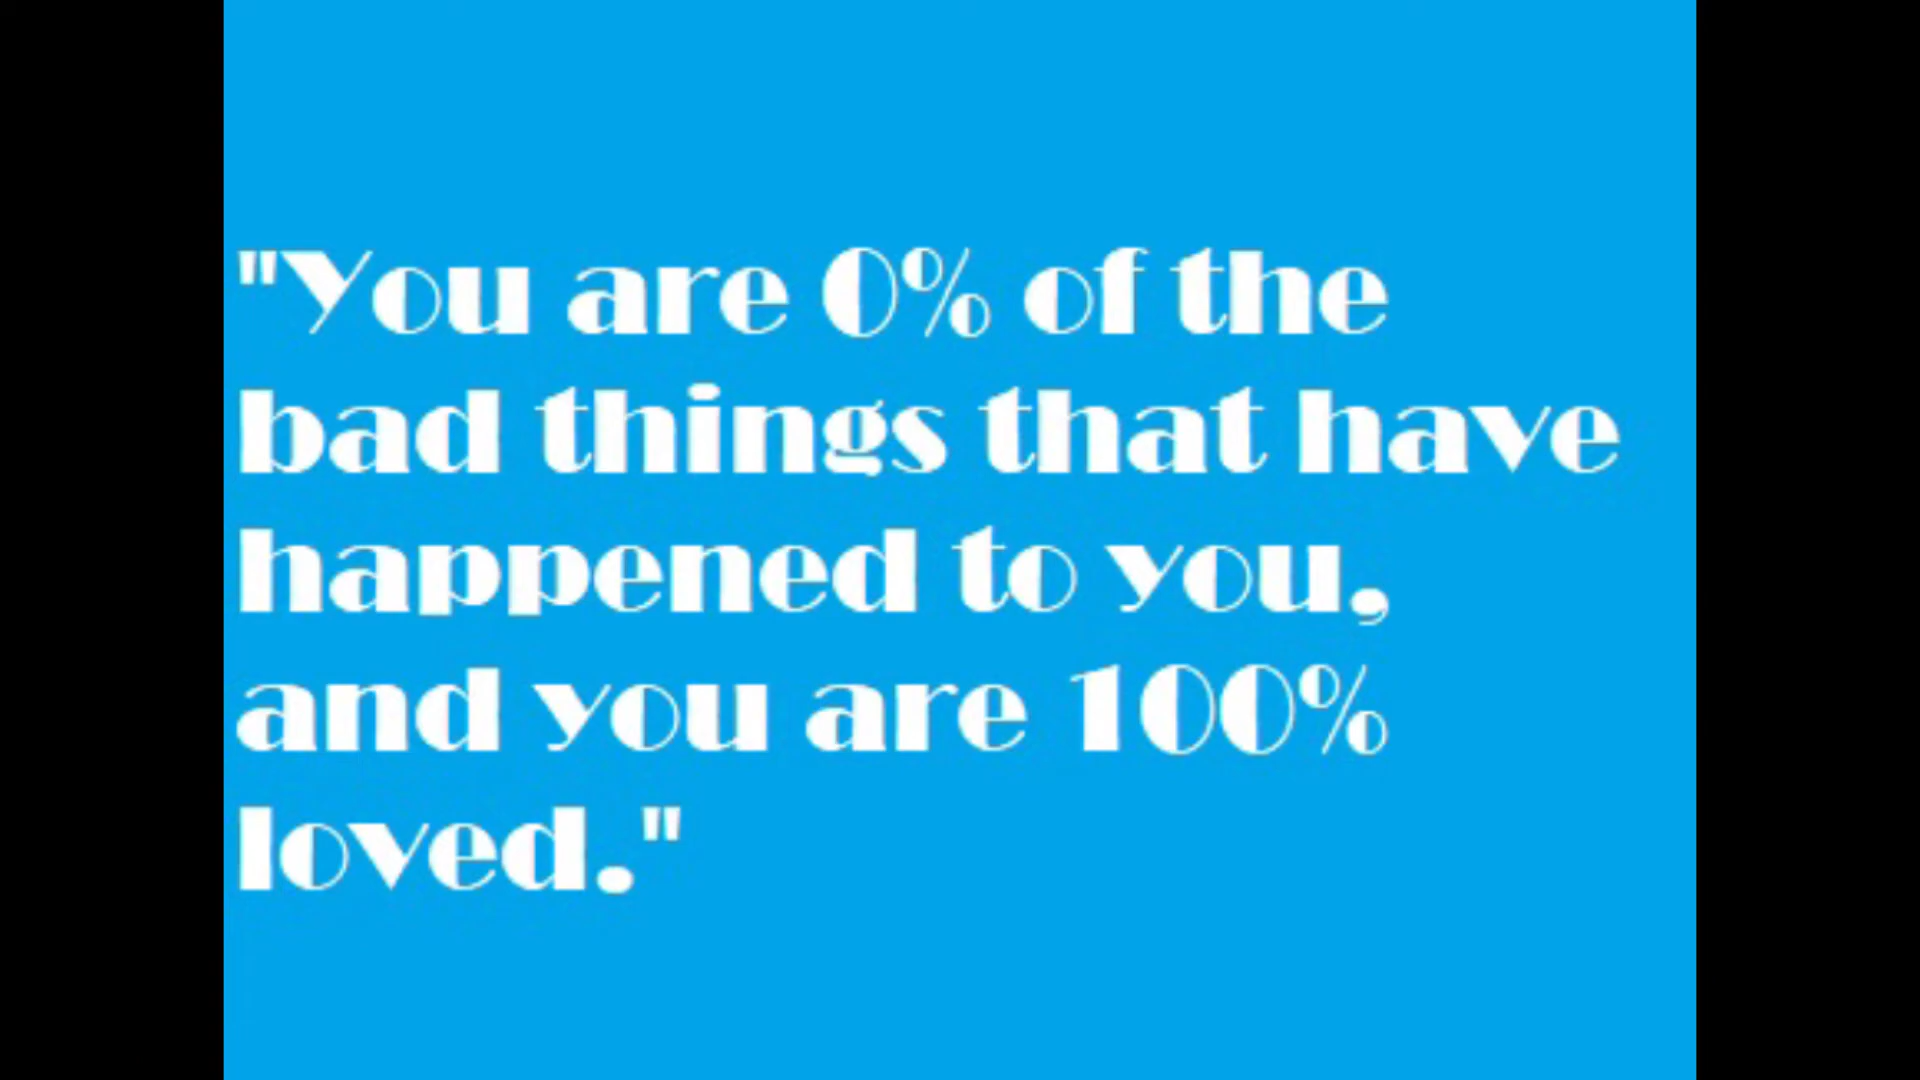 "You are 0% of the
bad things that have
happened to you,
and you are 100%
loved."